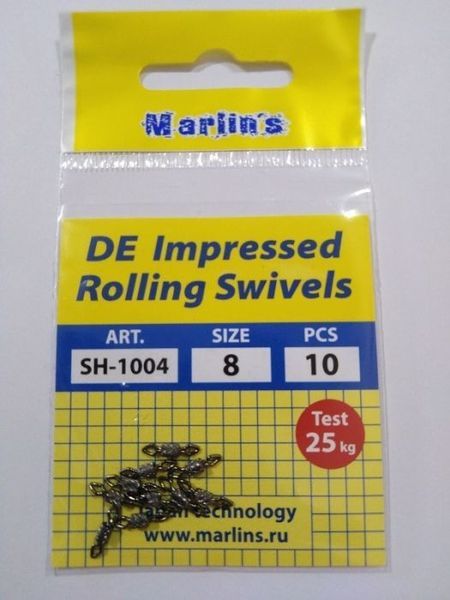 Marlin's
DE Impressed
Rolling Swivels
ART. SIZE PCS
SH-1004 8 10
Test
25 kg
Japan technology
www.marlins.ru